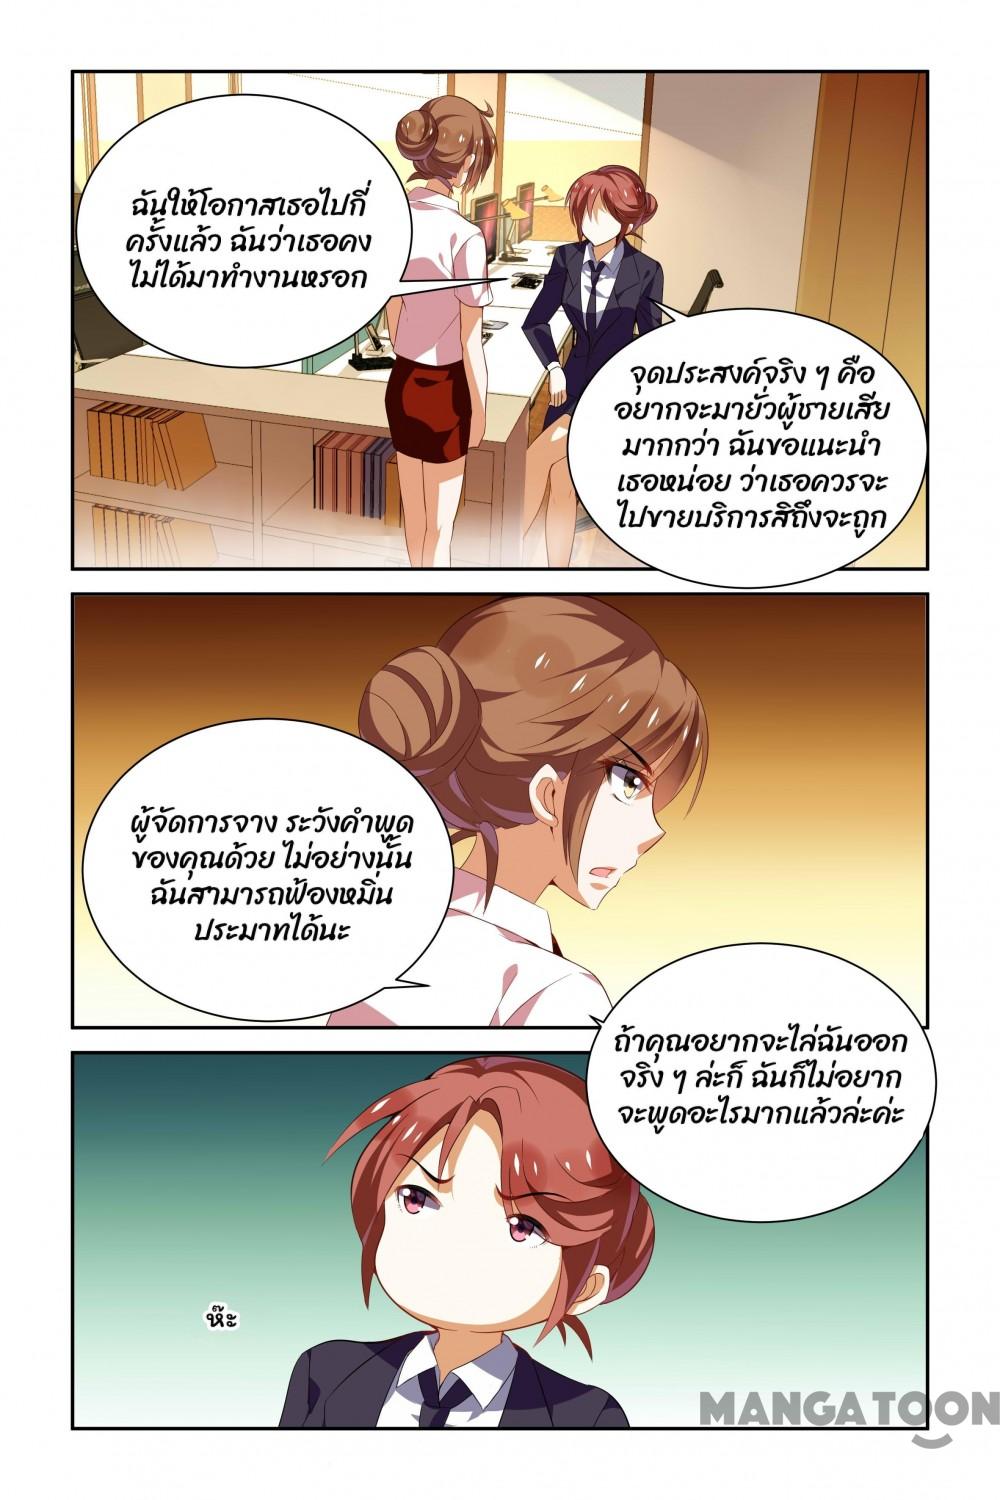 ฉันให้โอกาสเธอไปกี่
ครั้งแล้ว ฉันว่าเธอคง
ไม่ได้มาทำงานหรอก
จุดประสงค์จริง ๆ คือ
อยากจะมายั่วผู้ชายเสีย
มากกว่า ฉันขอแนะนำ
เธอหน่อย ว่าเธอควรจะ
ไปขายบริการสิถึงจะถูก
ผู้จัดการจาง ระวังคำพูด
ของคุณด้วย ไม่อย่างนั้น
ฉันสามารถฟ้องหมิ่น
ประมาทได้นะ
ถ้าคุณอยากจะไล่ฉันออก
จริง ๆ ล่ะก็ ฉันก็ไม่อยาก
จะพูดอะไรมากแล้วล่ะค่ะ
ห๊ะ
MANGATOON